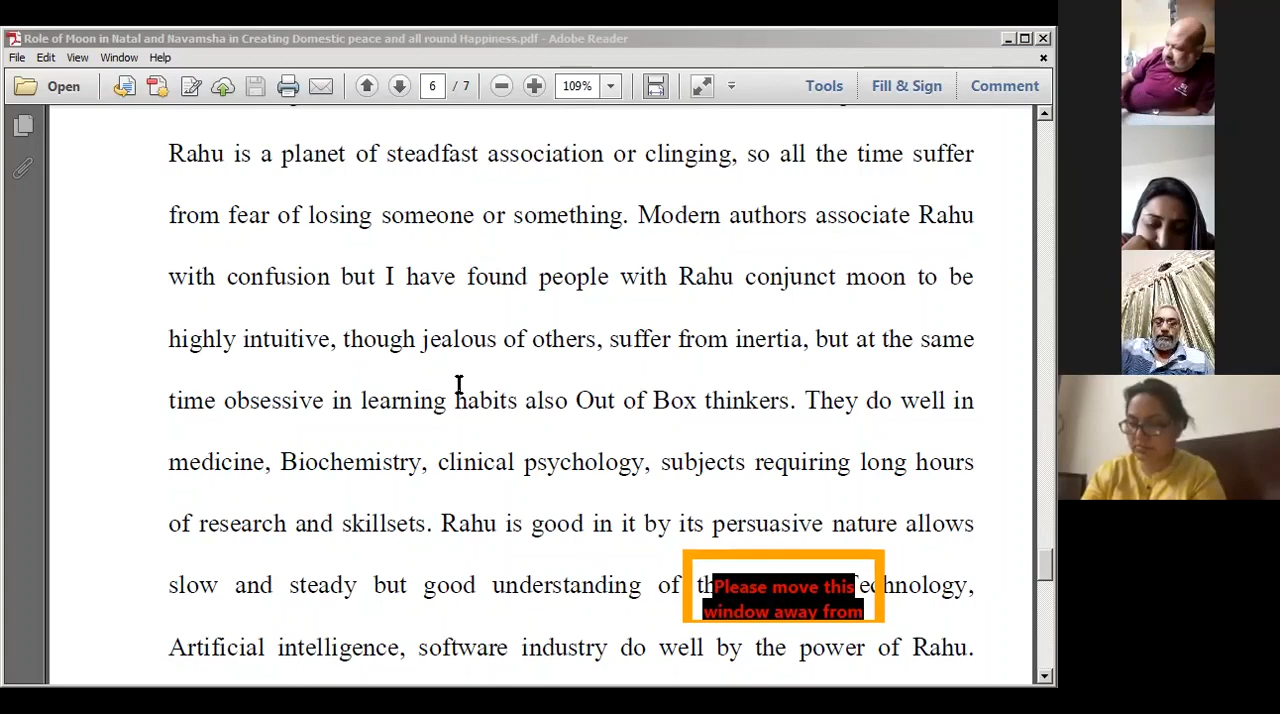 Role of Moon in Natal and Navamsha in Creating Domestic peace and all round Happiness.pdf - Adobe Reader
File Edit View Window Help
Open 6 / 7 109% Tools Fill & Sign Comment
Rahu is a planet of steadfast association or clinging, so all the time suffer
from fear of losing someone or something. Modern authors associate Rahu
with confusion but I have found people with Rahu conjunct moon to be
highly intuitive, though jealous of others, suffer from inertia, but at the same
time obsessive in learning habits also Out of Box thinkers. They do well in
medicine, Biochemistry, clinical psychology, subjects requiring long hours
of research and skillsets. Rahu is good in it by its persuasive nature allows
slow and steady but good understanding of echnology,
Please move this
window away from
Artificial intelligence, software industry do well by the power of Rahu.